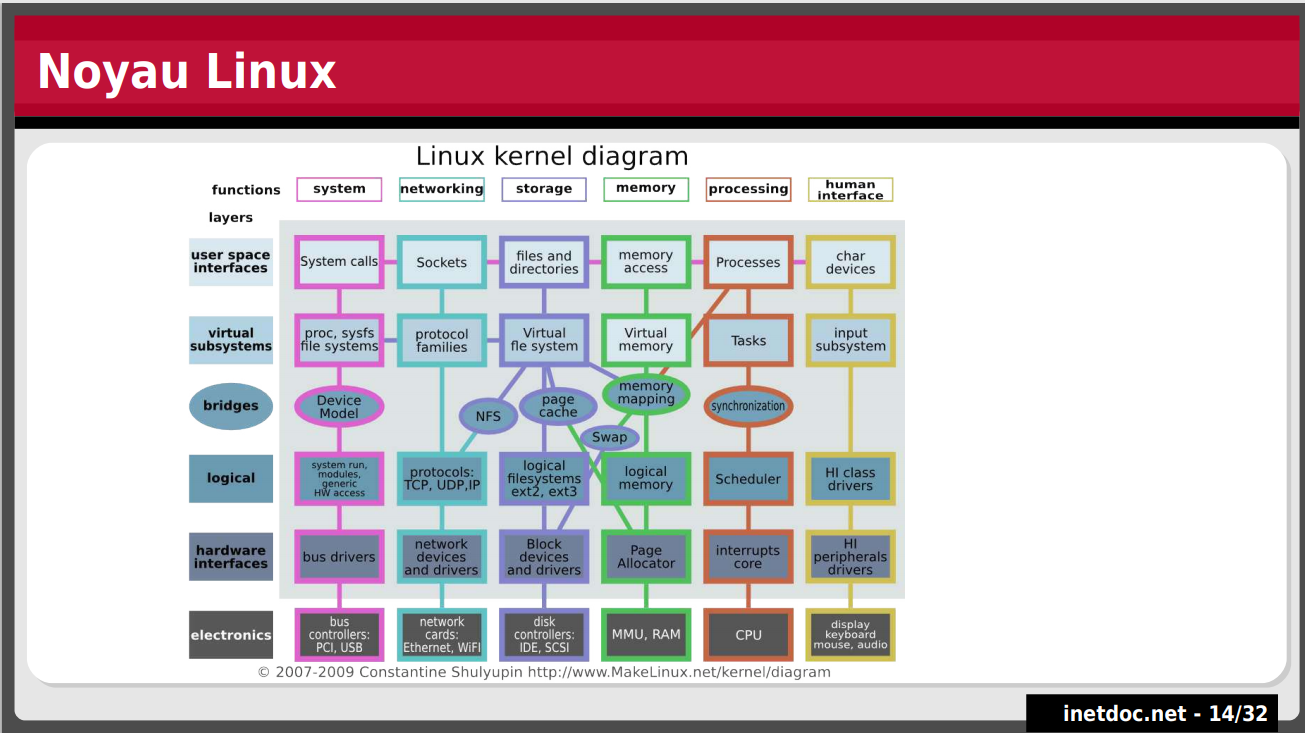 Noyau Linux
Linux kernel diagram
functions
system
networking
storage
memory
processing
human
interface
layers
user space
interfaces
System calls
Sockets
files and
directories
memory
access
Processes
char
devices
virtual
subsystems
proc, sysfs
file systems
protocol
families
Virtual
fle system
Virtual
memory
Tasks
input
subsystem
bridges
Device
Model
NFS
page
cache
memory
mapping
synchronization
Swap
logical
system run,
modules,
generic
HW access
protocols:
TCP, UDP,IP
logical
filesystems
ext2, ext3
logical
memory
Scheduler
HI class
drivers
hardware
interfaces
bus drivers
network
devices
and drivers
Block
devices
and drivers
Page
Allocator
interrupts
core
HI
peripherals
drivers
electronics
bus
controllers:
PCI, USB
network
cards:
Ethernet, WiFI
disk
controllers:
IDE, SCSI
MMU, RAM
CPU
display
keyboard
mouse, audio
© 2007-2009 Constantine Shulyupin http://www.MakeLinux.net/kernel/diagram
inetdoc.net - 14/32